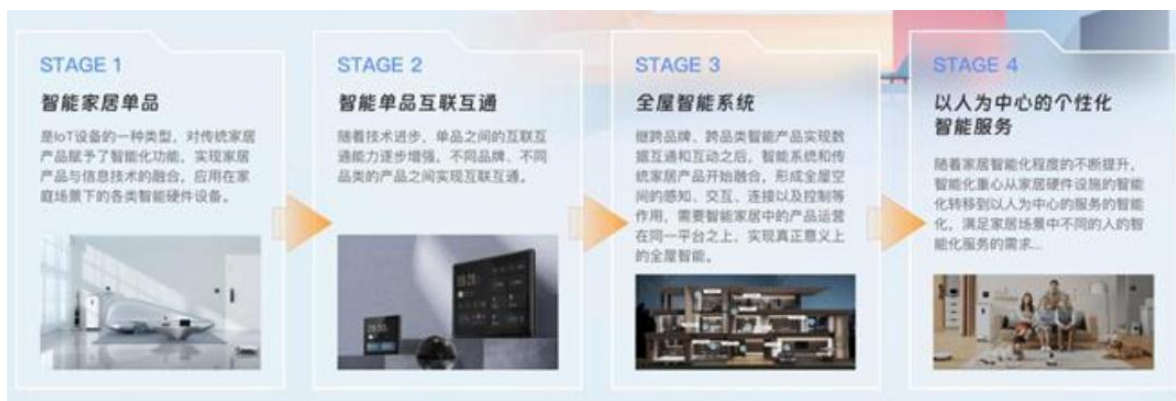 STAGE 1
智能家居单品
是IoT设备的一种类型，对传统家居
产品赋予了智能化功能，实现家居
产品与信息技术的融合，应用在家
庭场景下的各类智能硬件设备。
STAGE 2
智能单品互联互通
随着技术进步，单品之间的互联互
通能力逐步增强，不同品牌、不同
品类的产品之间实现互联互通。
STAGE 3
全屋智能系统
继跨品牌、跨品类智能产品实现数
据互通和互动之后，智能系统和传
统家居产品开始融合，形成全屋空
间的感知、交互、连接以及控制等
作用，需要智能家居中的产品运营
在同一平台之上，实现真正意义上
的全屋智能。
STAGE 4
以人为中心的个性化
智能服务
随着家居智能化程度的不断提升，
智能化重心从家居硬件设施的智能
化转移到以人为中心的服务的智能
化，满足家居场景中不同的人的智
能化服务的需求...